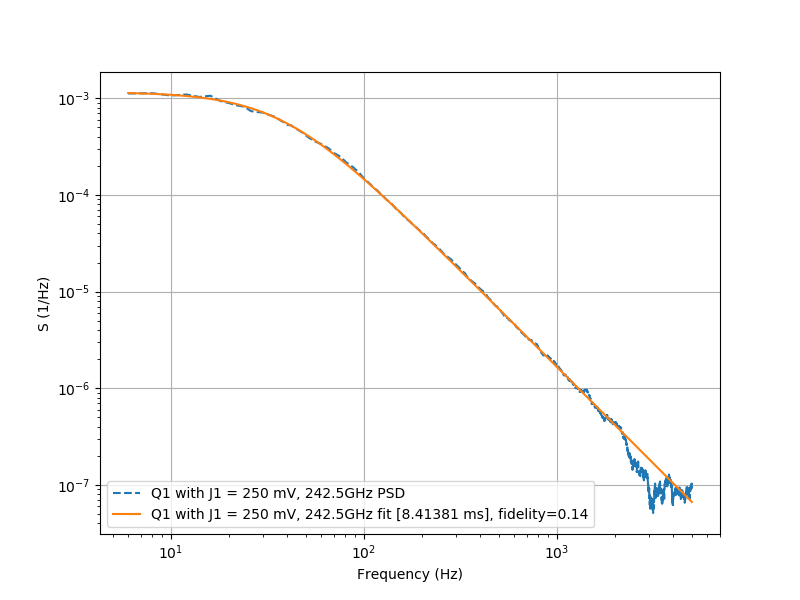 10⁻³
10⁻⁴
10⁻⁵
10⁻⁶
10⁻⁷
S (1/Hz)
Q1 with J1 = 250 mV, 242.5GHz PSD
Q1 with J1 = 250 mV, 242.5GHz fit [8.41381 ms], fidelity=0.14
10¹ 10² 10³
Frequency (Hz)